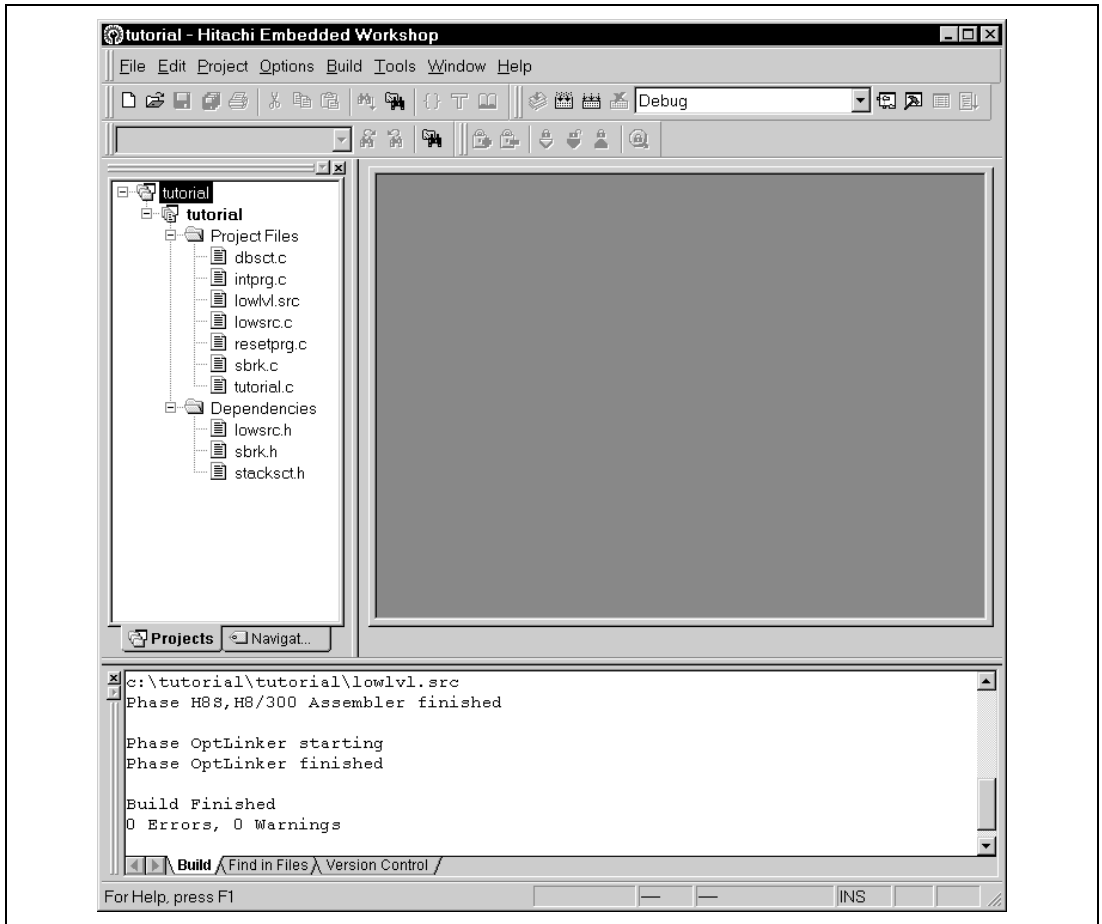 tutorial - Hitachi Embedded Workshop
File Edit Project Options Build Tools Window Help
Debug
tutorial
tutorial
Project Files
dbsct.c
intprg.c
lowlvl.src
lowsrc.c
resetprg.c
sbrk.c
tutorial.c
Dependencies
lowsrc.h
sbrk.h
stacksct.h
Projects Navigat...
c:\tutorial\tutorial\lowlvl.src
Phase H8S,H8/300 Assembler finished
Phase OptLinker starting
Phase OptLinker finished
Build Finished
0 Errors, 0 Warnings
Build Find in Files Version Control
For Help, press F1 INS